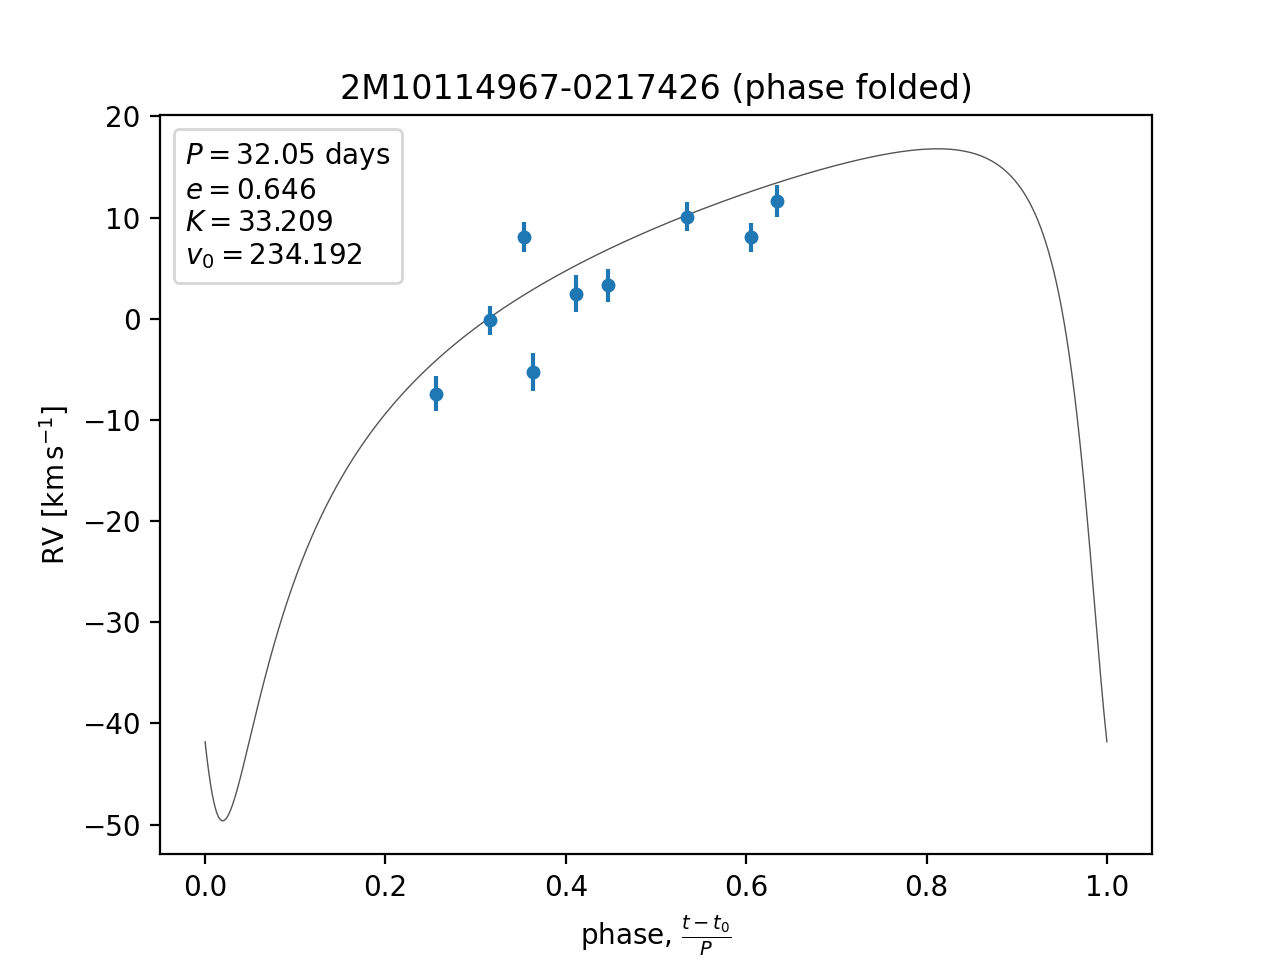 2M10114967-0217426 (phase folded)
P = 32.05 days
e = 0.646
K = 33.209
v₀ = 234.192
20
10
0
−10
−20
−30
−40
−50
RV [km s⁻¹]
0.0 0.2 0.4 0.6 0.8 1.0
phase, (t − t₀)/P